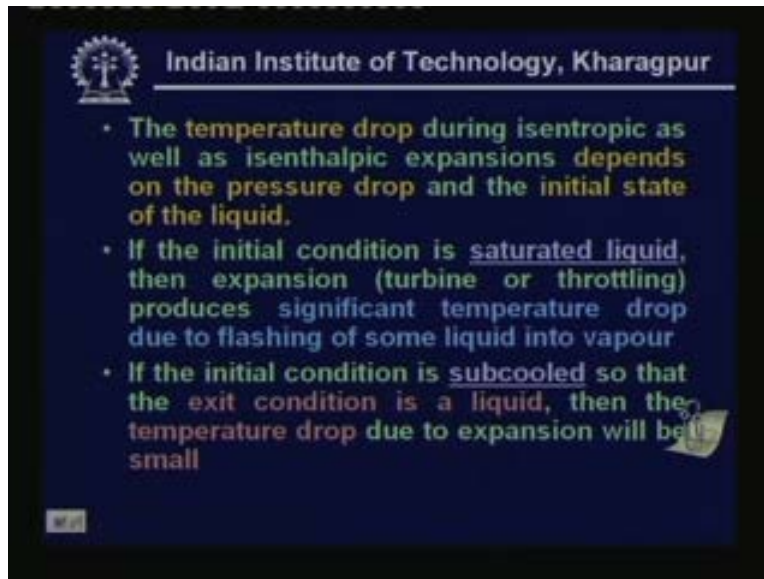 Indian Institute of Technology, Kharagpur
• The temperature drop during isentropic as
well as isenthalpic expansions depends
on the pressure drop and the initial state
of the liquid.
• If the initial condition is saturated liquid,
then expansion (turbine or throttling)
produces significant temperature drop
due to flashing of some liquid into vapour
• If the initial condition is subcooled so that
the exit condition is a liquid, then the
temperature drop due to expansion will be
small